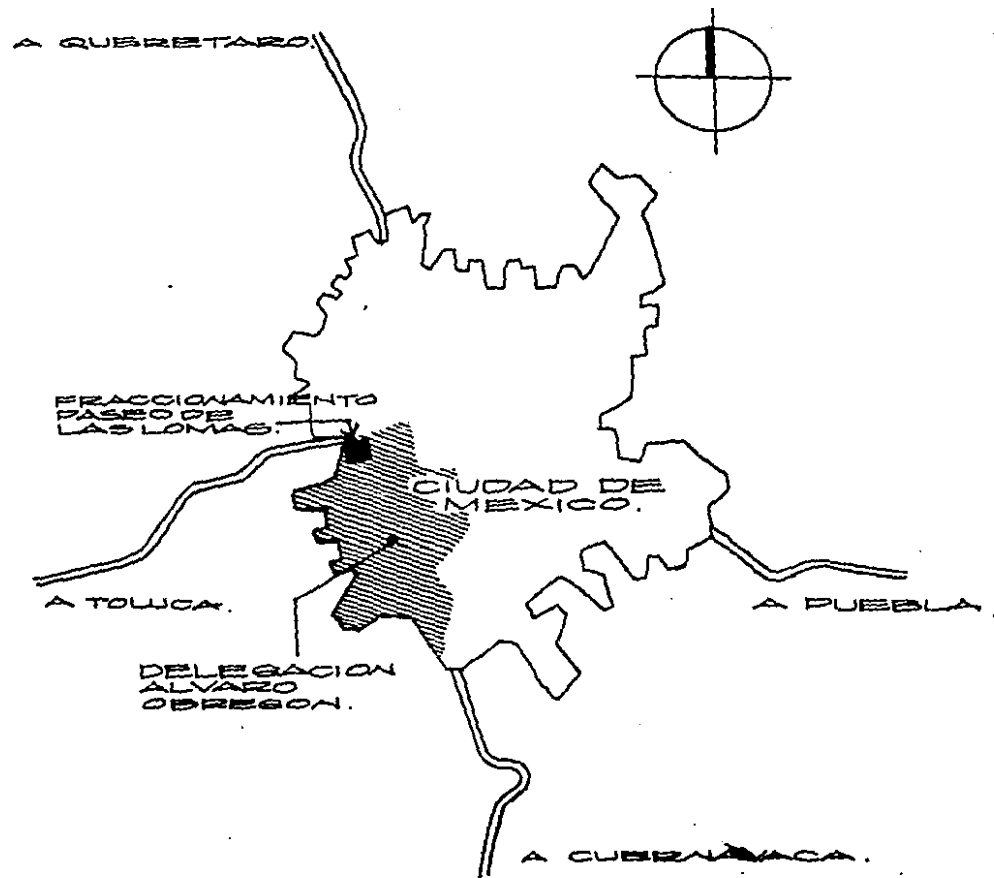 A QUERETARO.
FRACCIONAMIENTO
PASEO DE
LAS LOMAS.
CIUDAD DE
MEXICO.
A TOLUCA.
A PUEBLA.
DELEGACION
ALVARO
OBREGON.
A CUERNAVACA.